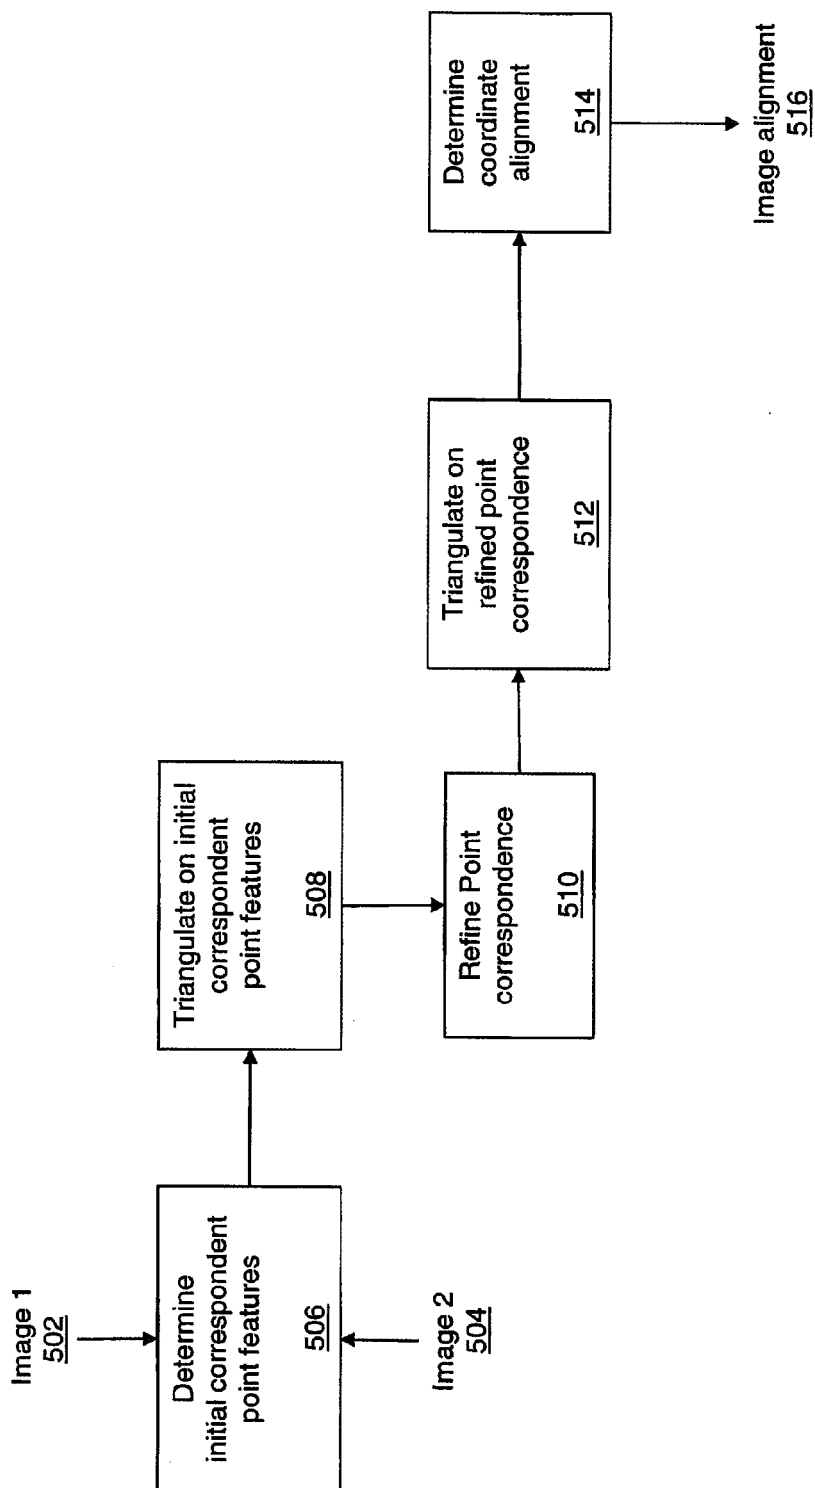 Image 1
502
Determine
initial correspondent
point features
506
Image 2
504
Triangulate on initial
correspondent
point features
508
Refine Point
correspondence
510
Triangulate on
refined point
correspondence
512
Determine
coordinate
alignment
514
Image alignment
516